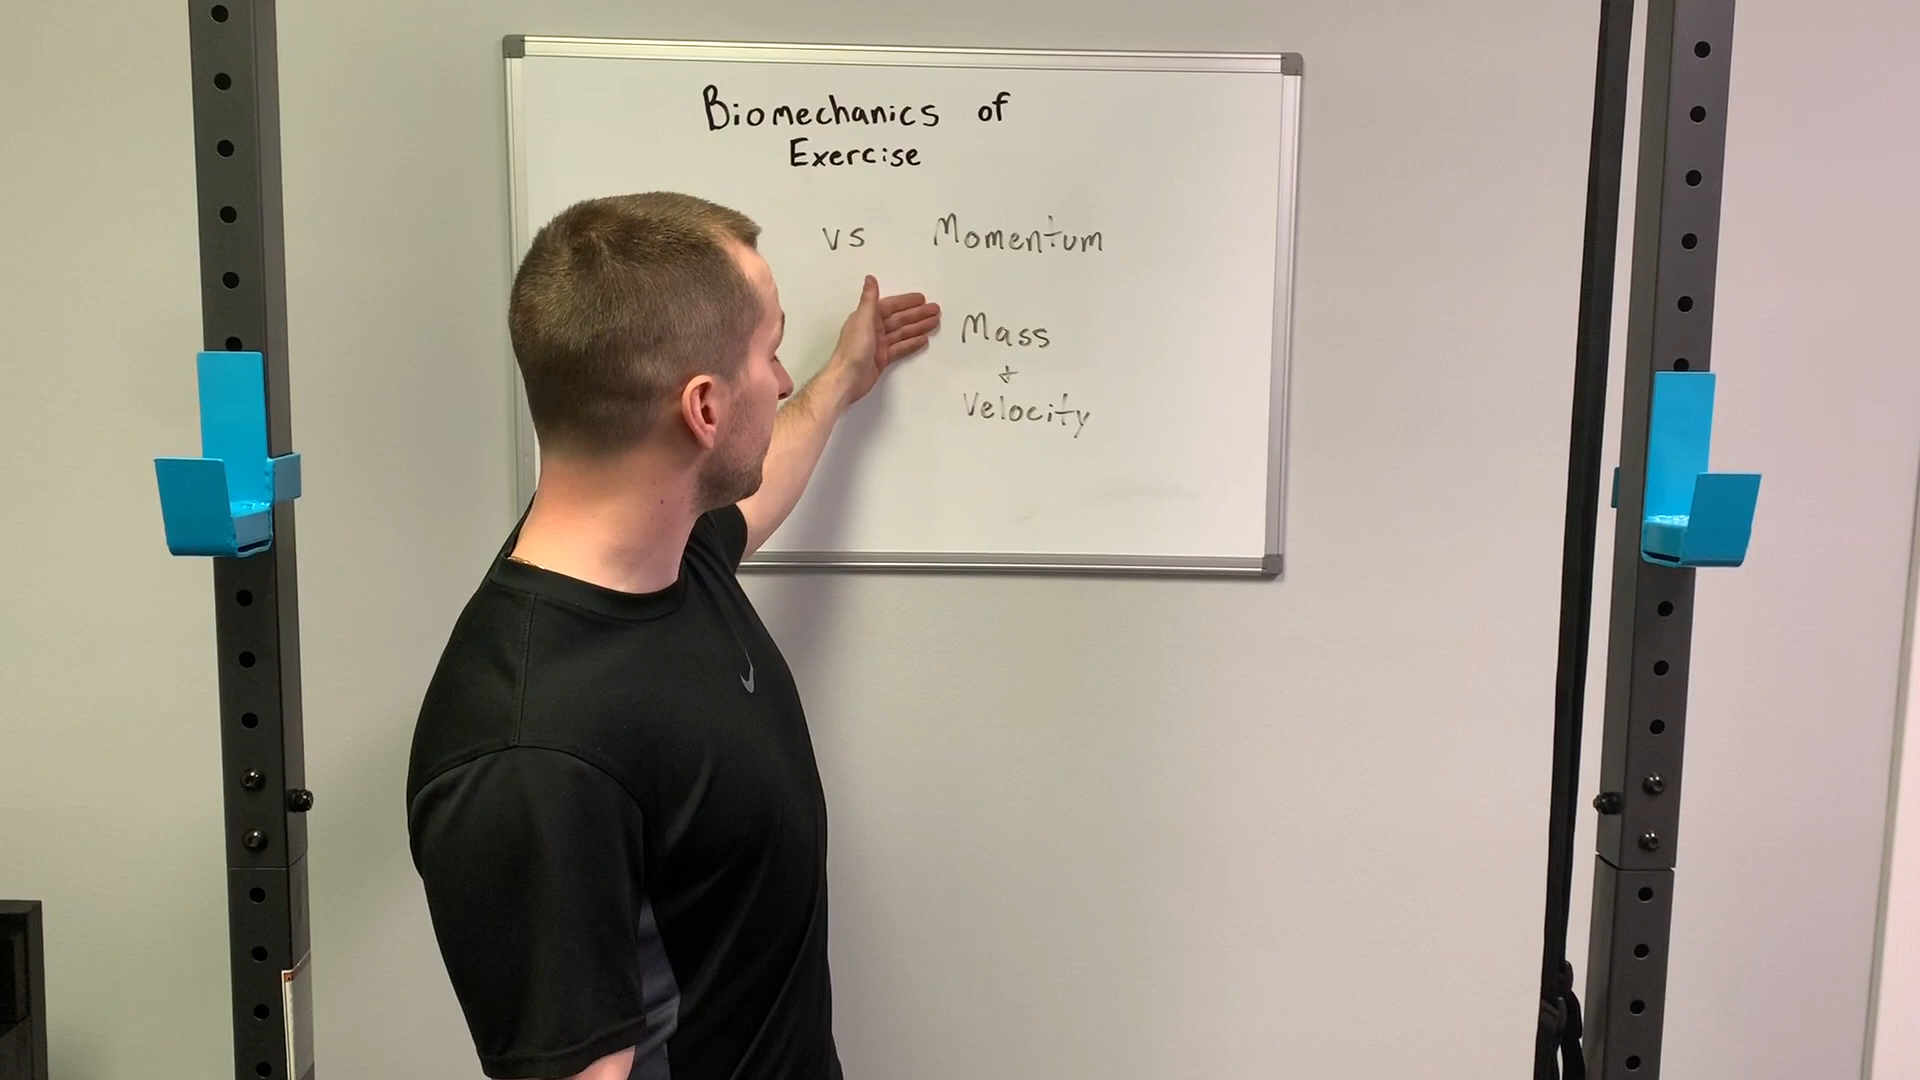 Biomechanics of
Exercise
vs Momentum
Mass
+
Velocity